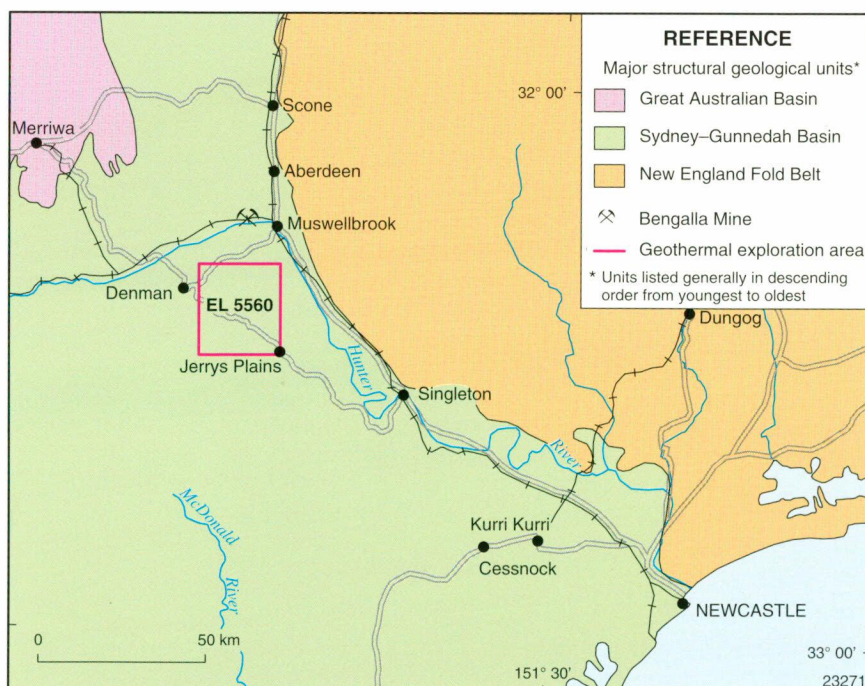 REFERENCE
Major structural geological units*
Great Australian Basin
Sydney–Gunnedah Basin
New England Fold Belt
Bengalla Mine
Geothermal exploration area
* Units listed generally in descending
order from youngest to oldest
32° 00'
Scone
Merriwa
Aberdeen
Muswellbrook
Denman
EL 5560
Jerrys Plains
Dungog
Hunter
Singleton
River
McDonald
River
Kurri Kurri
Cessnock
NEWCASTLE
0 50 km
151° 30'
33° 00'
23271